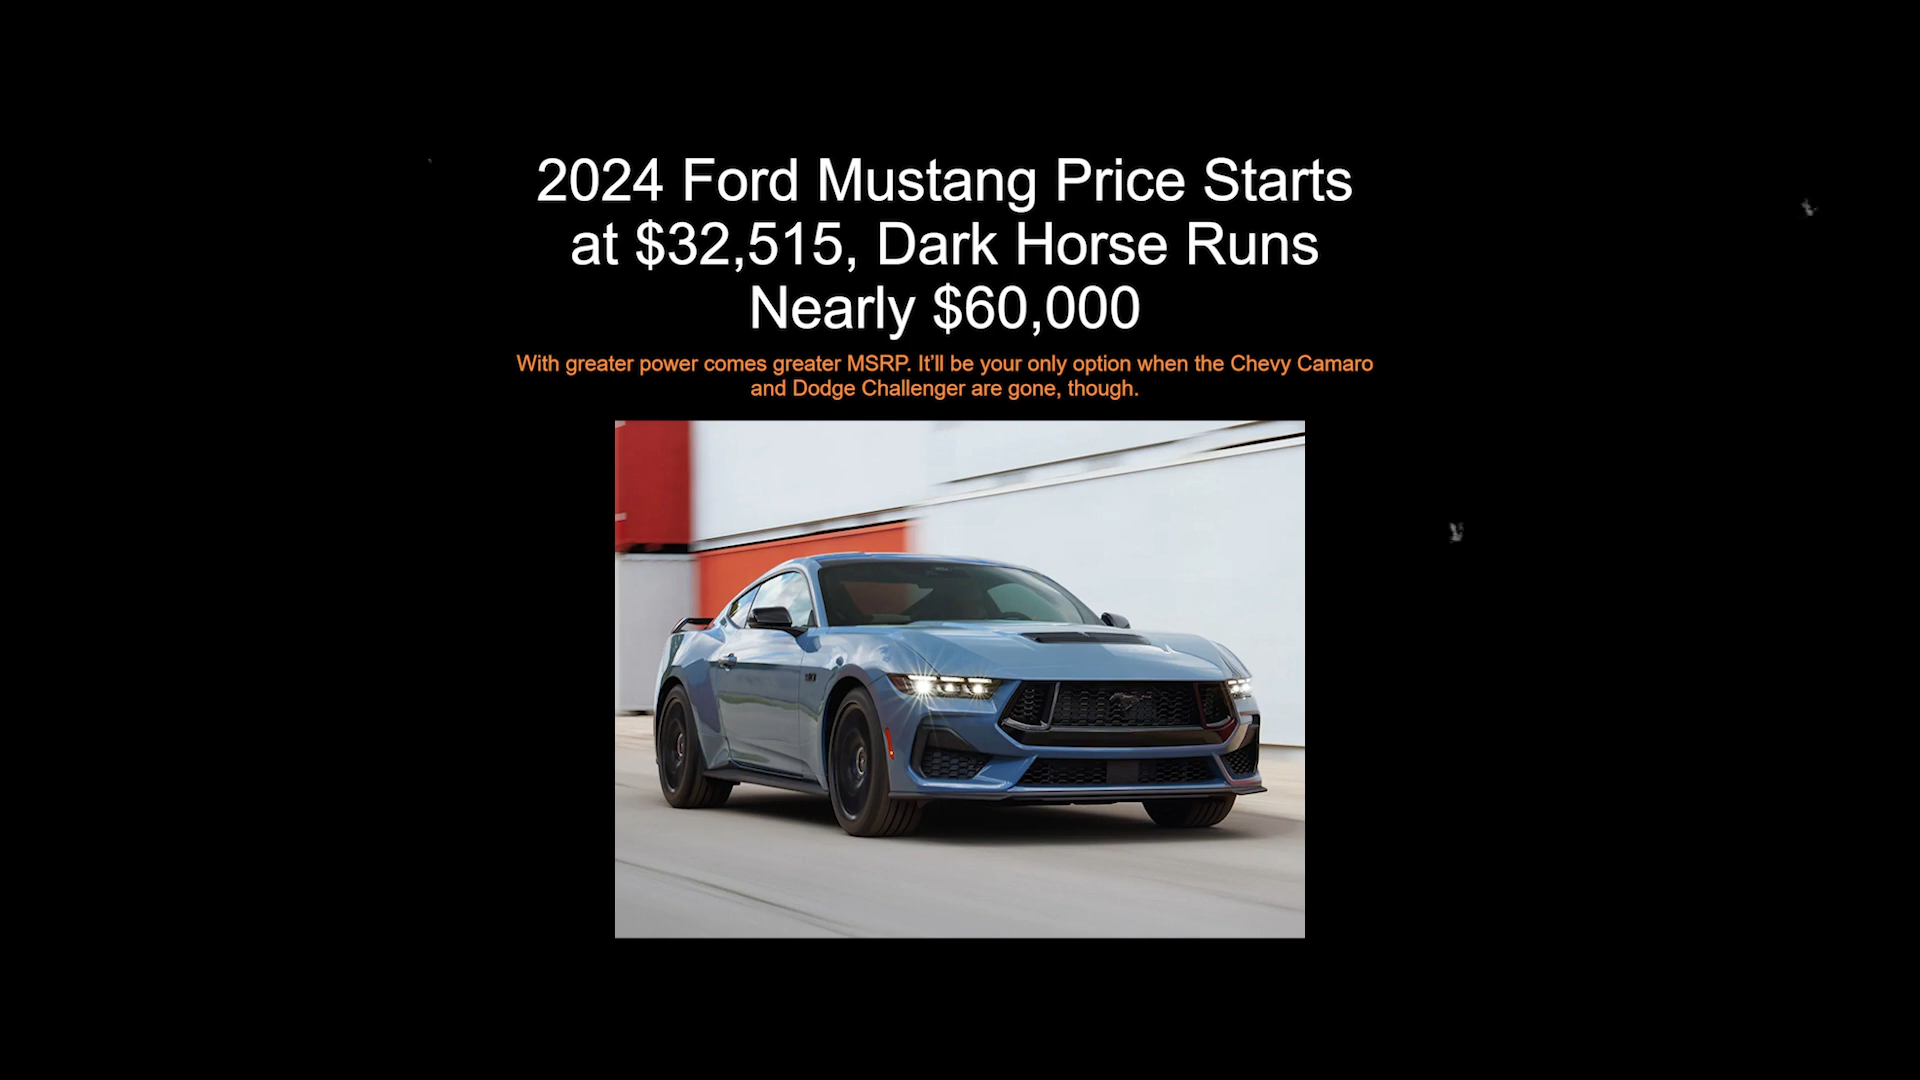 2024 Ford Mustang Price Starts
at $32,515, Dark Horse Runs
Nearly $60,000
With greater power comes greater MSRP. It'll be your only option when the Chevy Camaro
and Dodge Challenger are gone, though.